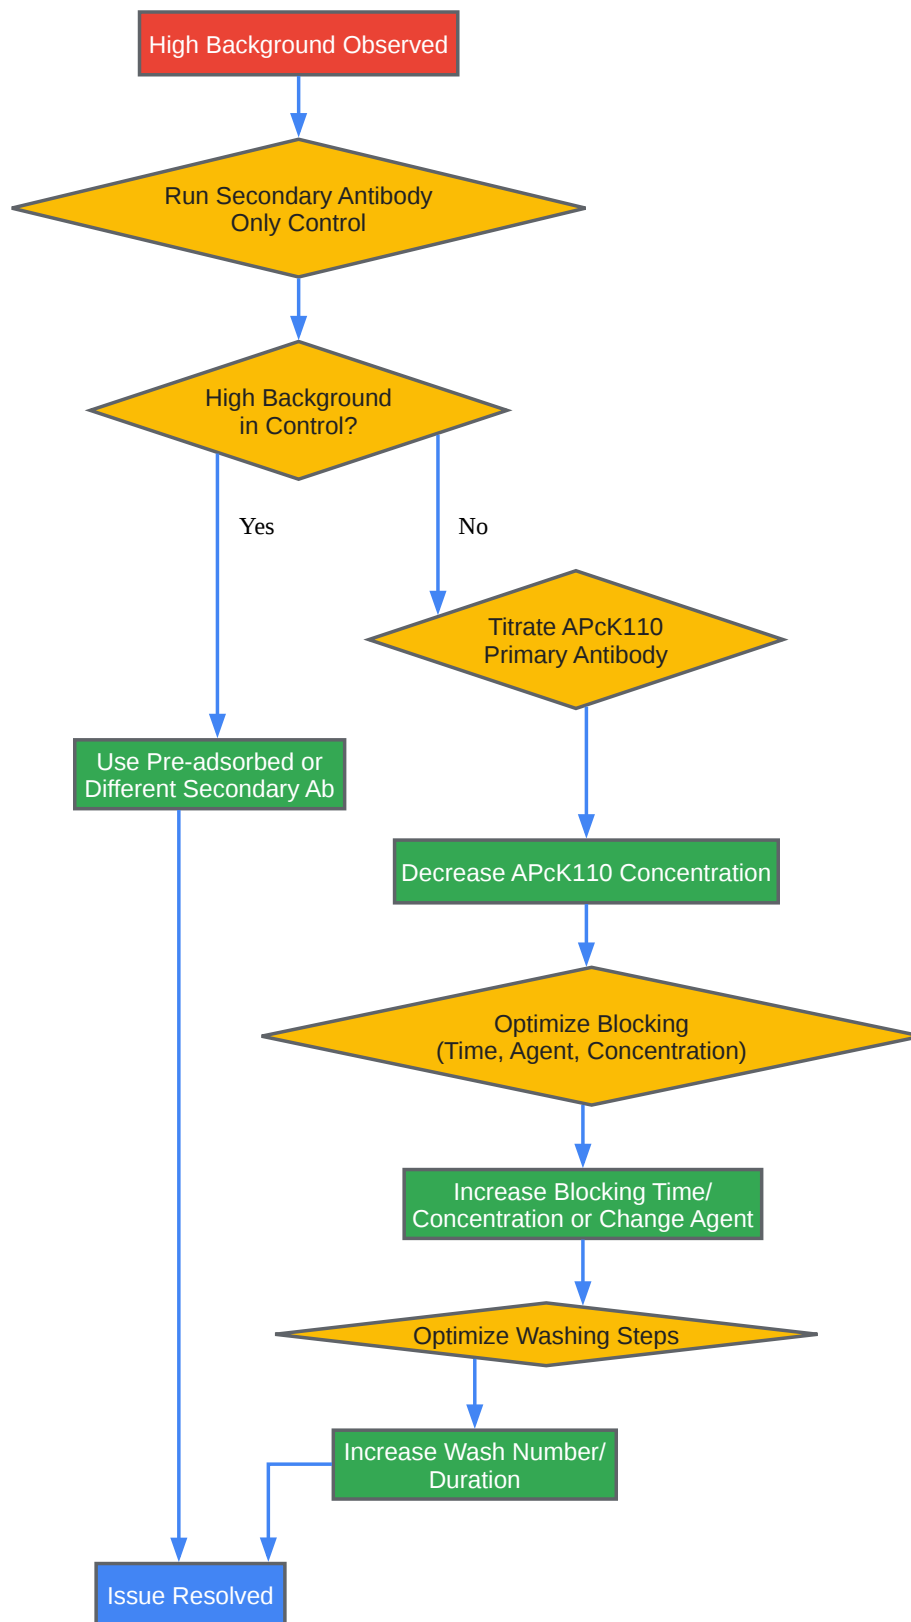 High Background Observed
Run Secondary Antibody
Only Control
High Background
in Control?
Yes
No
Titrate APcK110
Primary Antibody
Use Pre-adsorbed or
Different Secondary Ab
Decrease APcK110 Concentration
Optimize Blocking
(Time, Agent, Concentration)
Increase Blocking Time/
Concentration or Change Agent
Optimize Washing Steps
Increase Wash Number/
Duration
Issue Resolved